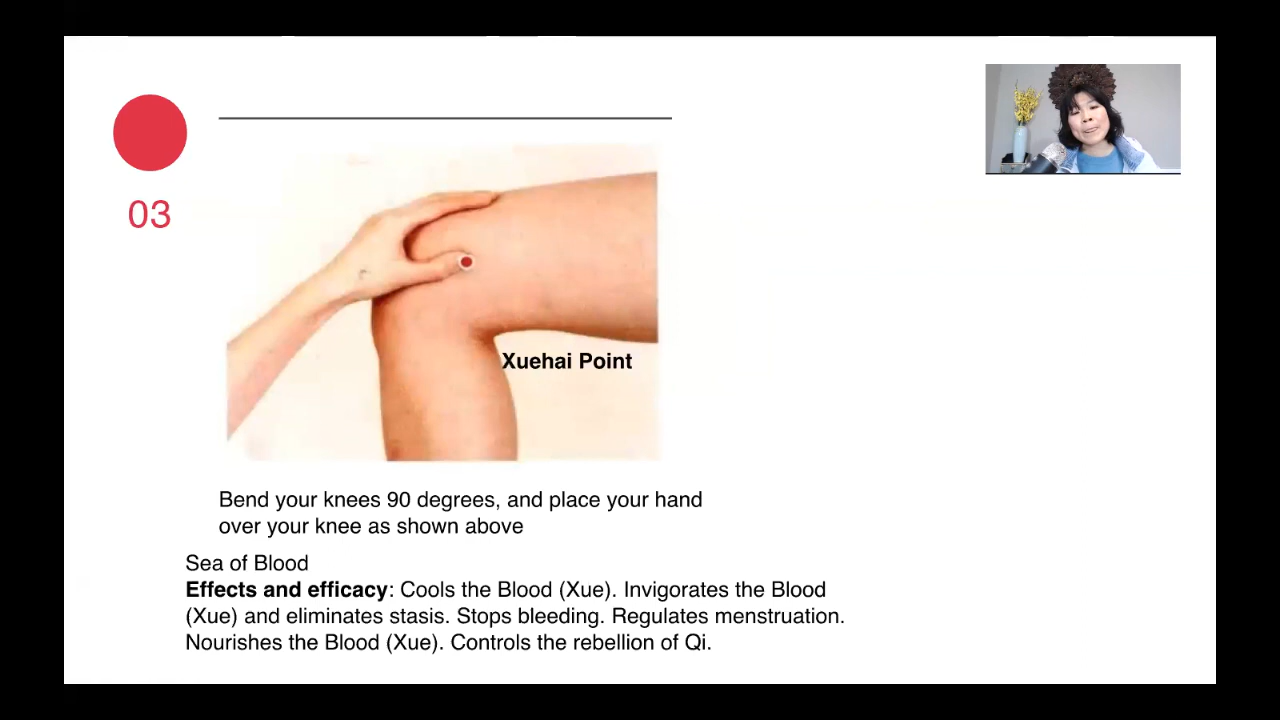 03
Xuehai Point
Bend your knees 90 degrees, and place your hand
over your knee as shown above
Sea of Blood
Effects and efficacy: Cools the Blood (Xue). Invigorates the Blood
(Xue) and eliminates stasis. Stops bleeding. Regulates menstruation.
Nourishes the Blood (Xue). Controls the rebellion of Qi.